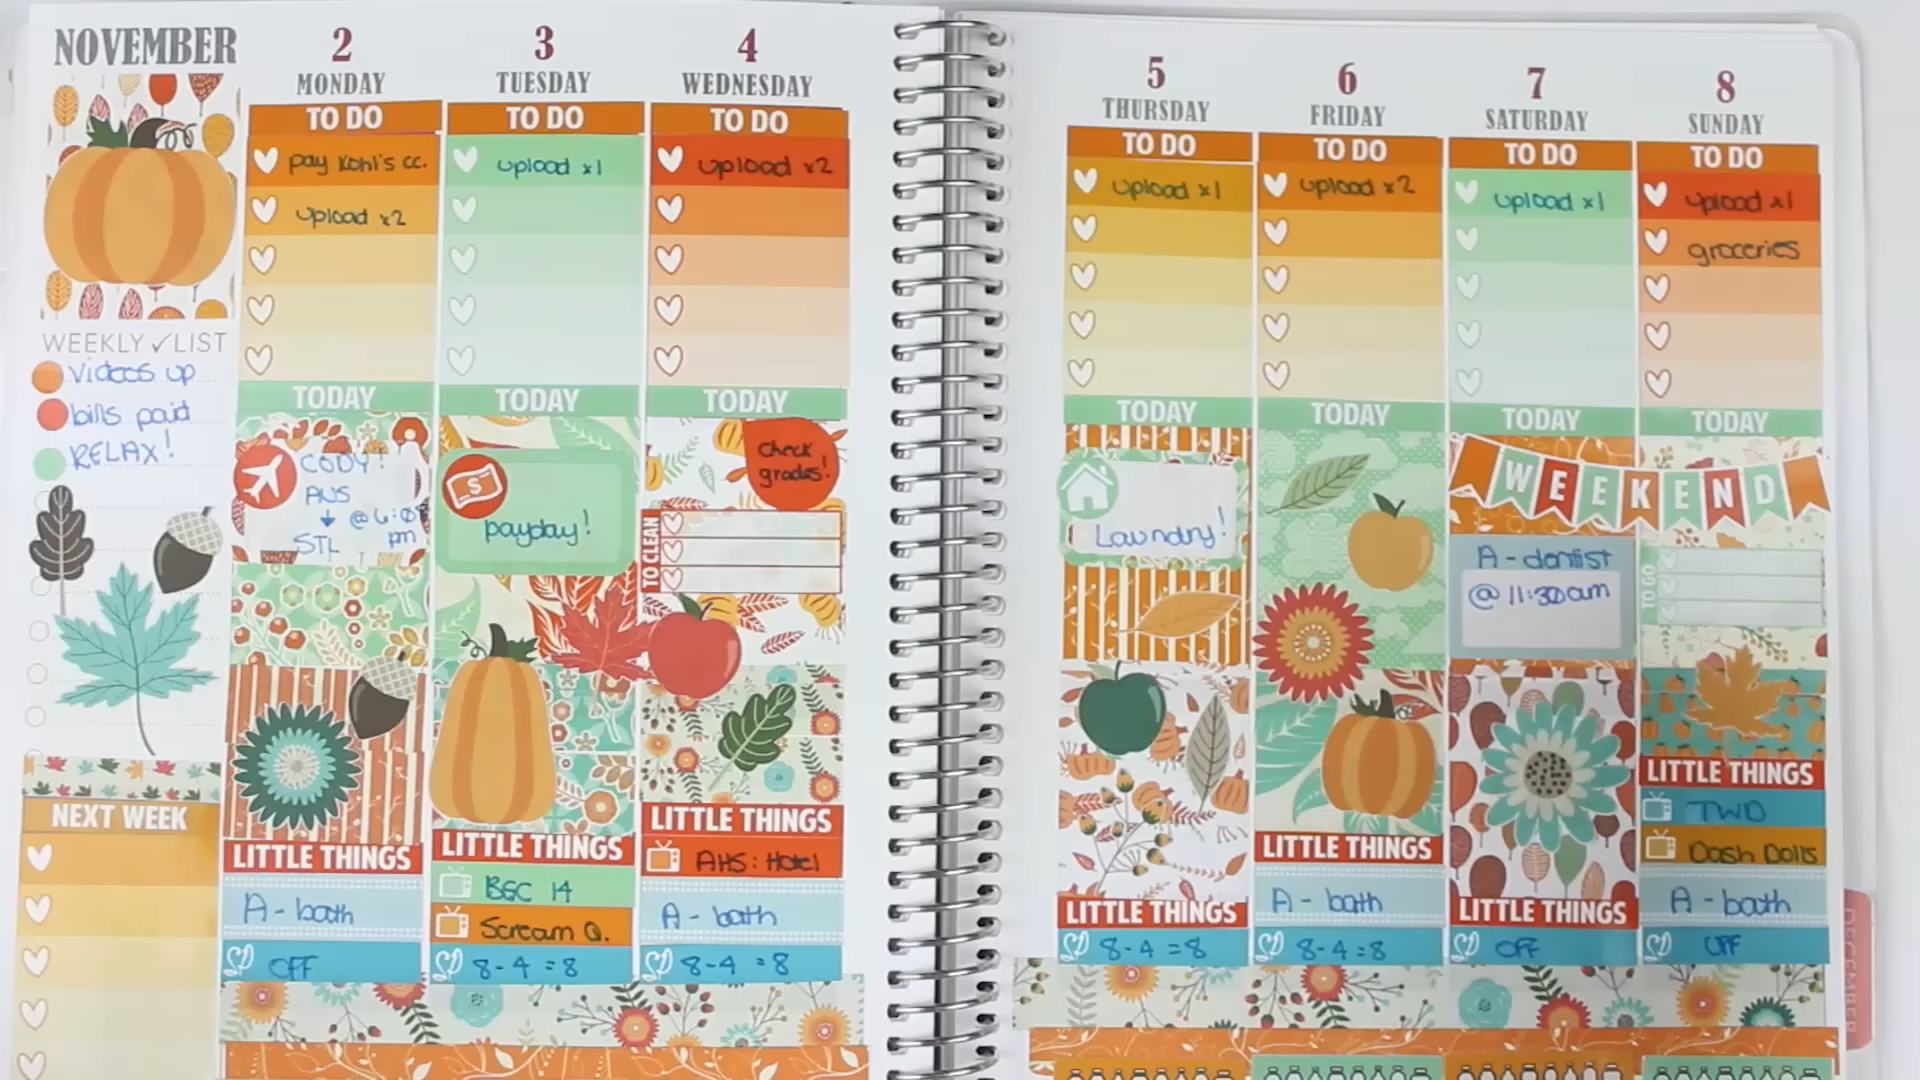 NOVEMBER
WEEKLY ✓LIST
videos up
bills paid
RELAX!
NEXT WEEK
2
MONDAY
TO DO
pay Kohl's cc.
upload x2
TODAY
CODY!
AUS
↓ @ 6:05
STL pm
LITTLE THINGS
A - bath
OFF
3
TUESDAY
TO DO
upload x1
TODAY
$
payday!
LITTLE THINGS
BGC 14
Scream Q.
8-4 = 8
4
WEDNESDAY
TO DO
upload x2
TODAY
Check
grades!
TO CLEAN
LITTLE THINGS
AHS: Hotel
A - bath
8-4 = 8
5
THURSDAY
TO DO
upload x1
TODAY
Laundry!
LITTLE THINGS
8-4 = 8
6
FRIDAY
TO DO
upload x2
TODAY
LITTLE THINGS
A - bath
8-4 = 8
7
SATURDAY
TO DO
upload x1
TODAY
WEEKEND
A - dentist
@ 11:30am
LITTLE THINGS
OFF
8
SUNDAY
TO DO
upload x1
groceries
TODAY
TO GO
LITTLE THINGS
TWD
Dash Dolls
A - bath
OFF
DECEMBER